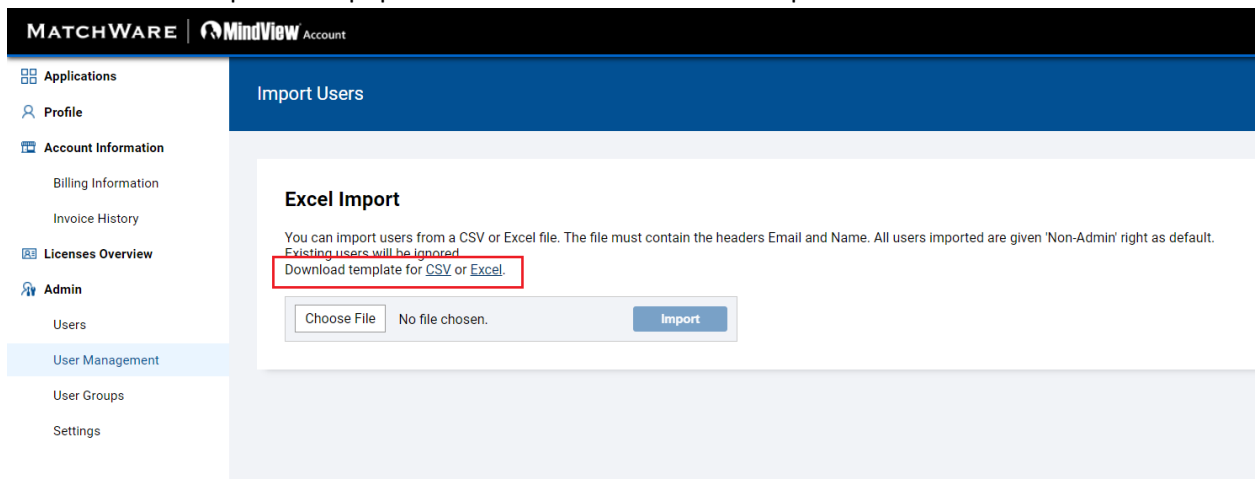 MATCHWARE MindView Account
Applications
Profile
Account Information
Billing Information
Invoice History
Licenses Overview
Admin
Users
User Management
User Groups
Settings
Import Users
Excel Import
You can import users from a CSV or Excel file. The file must contain the headers Email and Name. All users imported are given 'Non-Admin' right as default.
Existing users will be ignored.
Download template for CSV or Excel.
Choose File No file chosen. Import